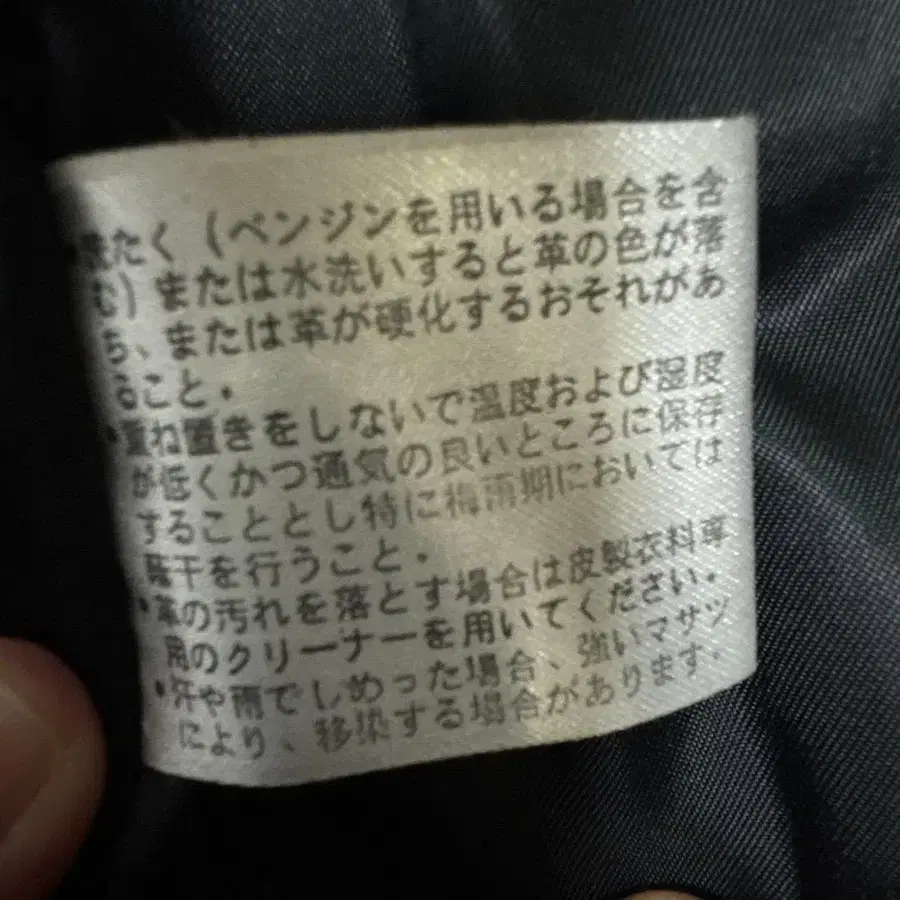 ・洗たく（ベンジンを用いる場合を含
む）または水洗いすると革の色が落
ち、または革が硬化するおそれがあ
ること．
・重ね置きをしないで温度および湿度
が低くかつ通気の良いところに保存
することとし特に梅雨期においては
陰干を行うこと．
・革の汚れを落とす場合は皮製衣料専
用のクリーナーを用いてください．
・汗や雨でしめった場合、強いマサツ
により、移染する場合があります．